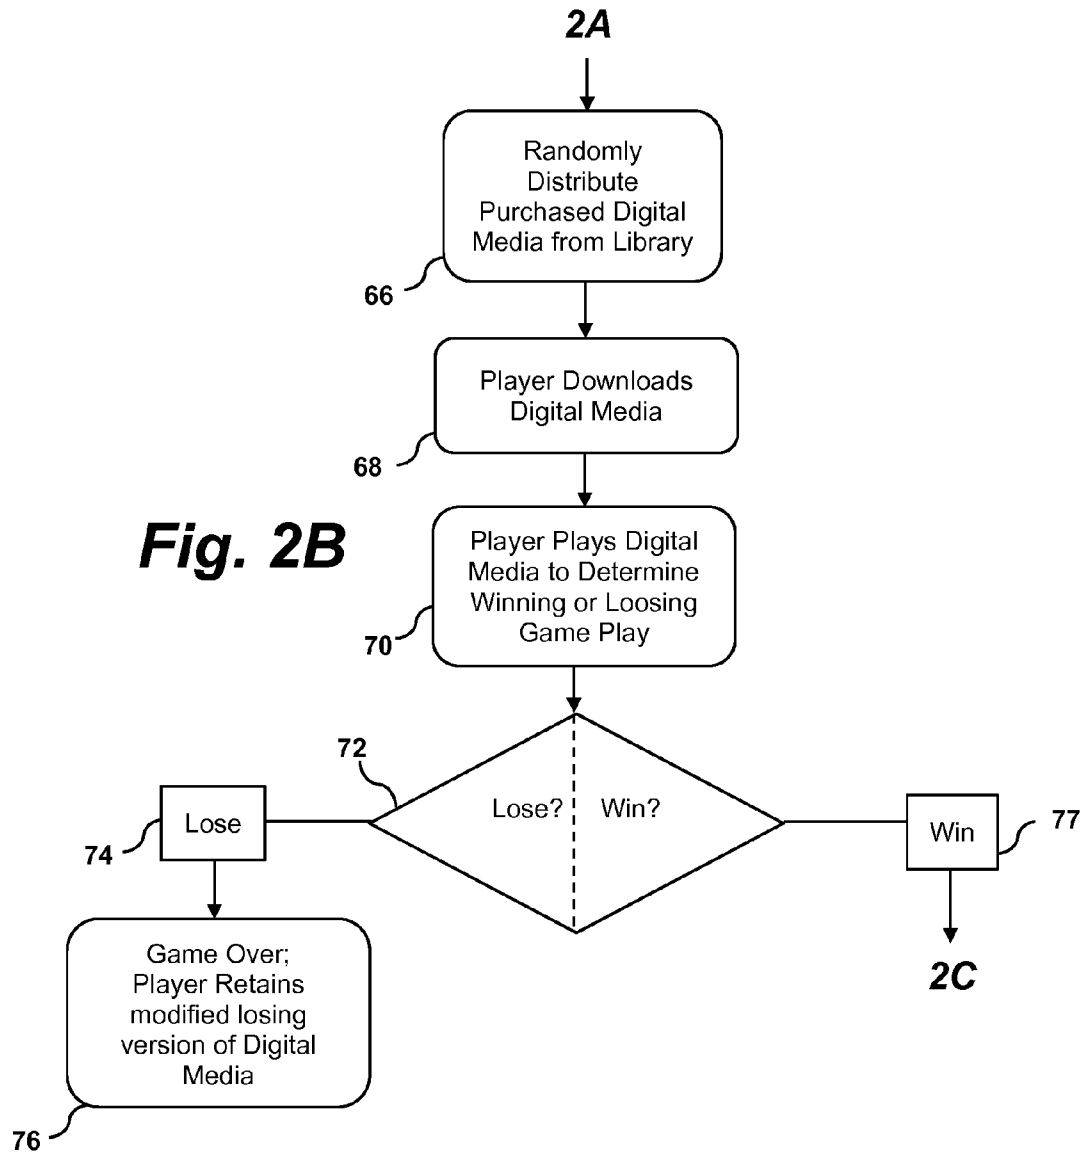 2A
Randomly
Distribute
Purchased Digital
Media from Library
66
Player Downloads
Digital Media
68
Fig. 2B
Player Plays Digital
Media to Determine
Winning or Loosing
Game Play
70
72
Lose?
Win?
Lose
74
Win
77
Game Over;
Player Retains
modified losing
version of Digital
Media
76
2C